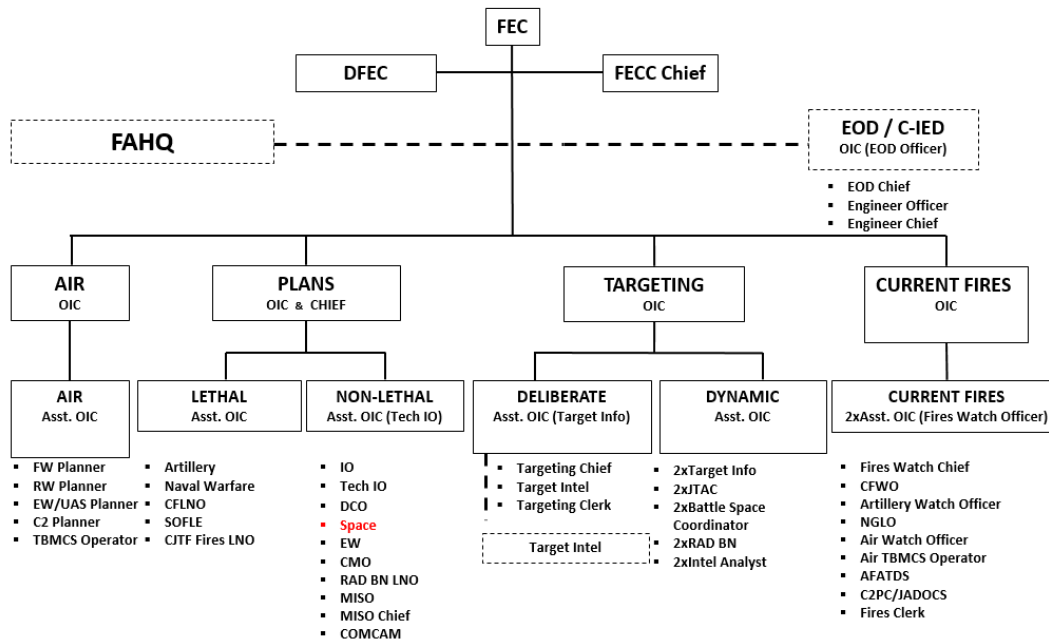 FEC
DFEC
FECC Chief
FAHQ
EOD / C-IED
OIC (EOD Officer)
▪ EOD Chief
▪ Engineer Officer
▪ Engineer Chief
AIR
OIC
PLANS
OIC & CHIEF
TARGETING
OIC
CURRENT FIRES
OIC
AIR
Asst. OIC
▪ FW Planner
▪ RW Planner
▪ EW/UAS Planner
▪ C2 Planner
▪ TBMCS Operator
LETHAL
Asst. OIC
▪ Artillery
▪ Naval Warfare
▪ CFLNO
▪ SOFLE
▪ CJTF Fires LNO
NON-LETHAL
Asst. OIC (Tech IO)
▪ IO
▪ Tech IO
▪ DCO
▪ Space
▪ EW
▪ CMO
▪ RAD BN LNO
▪ MISO
▪ MISO Chief
▪ COMCAM
DELIBERATE
Asst. OIC (Target Info)
▪ Targeting Chief
▪ Target Intel
▪ Targeting Clerk
Target Intel
DYNAMIC
Asst. OIC
▪ 2xTarget Info
▪ 2xJTAC
▪ 2xBattle Space
Coordinator
▪ 2xRAD BN
▪ 2xIntel Analyst
CURRENT FIRES
2xAsst. OIC (Fires Watch Officer)
▪ Fires Watch Chief
▪ CFWO
▪ Artillery Watch Officer
▪ NGLO
▪ Air Watch Officer
▪ Air TBMCS Operator
▪ AFATDS
▪ C2PC/JADOCS
▪ Fires Clerk